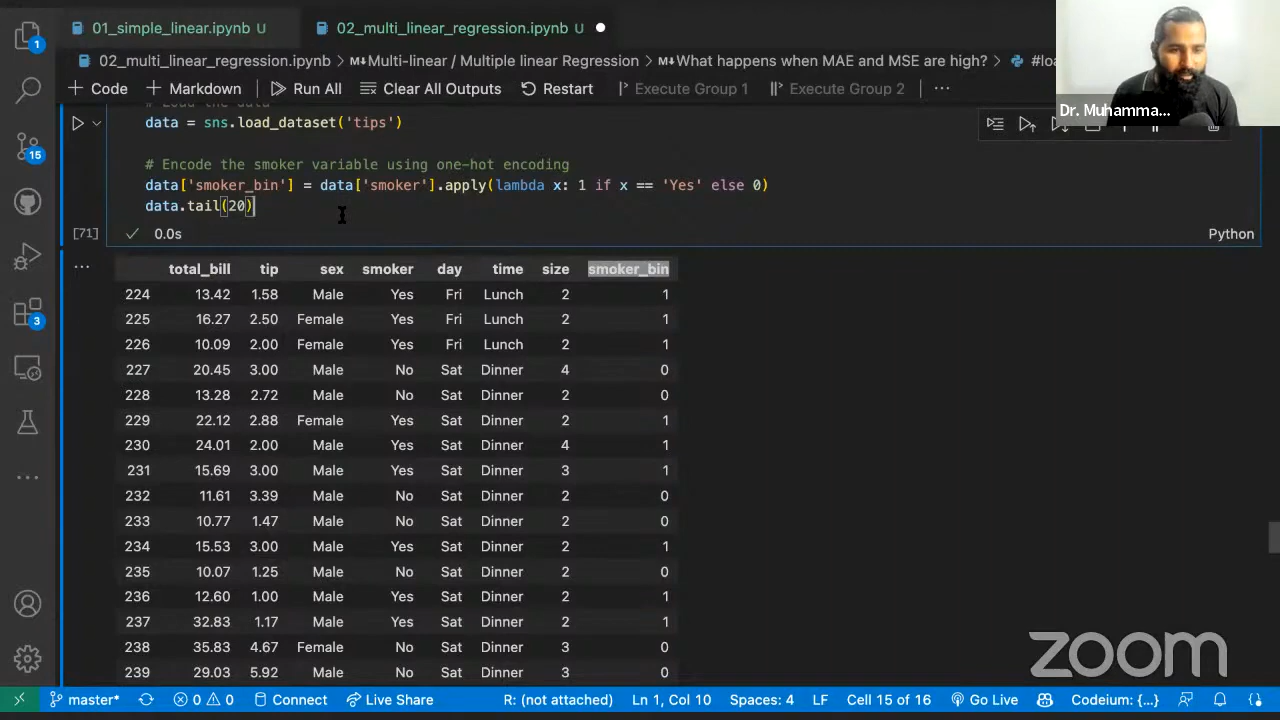 01_simple_linear.ipynb U
02_multi_linear_regression.ipynb U
02_multi_linear_regression.ipynb > Multi-linear / Multiple linear Regression > What happens when MAE and MSE are high? > #loa
+ Code + Markdown Run All Clear All Outputs Restart Execute Group 1 Execute Group 2 ...
Dr. Muhamma...
# Load the data
data = sns.load_dataset('tips')
# Encode the smoker variable using one-hot encoding
data['smoker_bin'] = data['smoker'].apply(lambda x: 1 if x == 'Yes' else 0)
data.tail(20)
[71] 0.0s Python
total_bill tip sex smoker day time size smoker_bin
224 13.42 1.58 Male Yes Fri Lunch 2 1
225 16.27 2.50 Female Yes Fri Lunch 2 1
226 10.09 2.00 Female Yes Fri Lunch 2 1
227 20.45 3.00 Male No Sat Dinner 4 0
228 13.28 2.72 Male No Sat Dinner 2 0
229 22.12 2.88 Female Yes Sat Dinner 2 1
230 24.01 2.00 Male Yes Sat Dinner 4 1
231 15.69 3.00 Male Yes Sat Dinner 3 1
232 11.61 3.39 Male No Sat Dinner 2 0
233 10.77 1.47 Male No Sat Dinner 2 0
234 15.53 3.00 Male Yes Sat Dinner 2 1
235 10.07 1.25 Male No Sat Dinner 2 0
236 12.60 1.00 Male Yes Sat Dinner 2 1
237 32.83 1.17 Male Yes Sat Dinner 2 1
238 35.83 4.67 Female No Sat Dinner 3 0
239 29.03 5.92 Male No Sat Dinner 3 0
1
15
3
zoom
master* 0 0 Connect Live Share R: (not attached) Ln 1, Col 10 Spaces: 4 LF Cell 15 of 16 Go Live Codeium: {...}